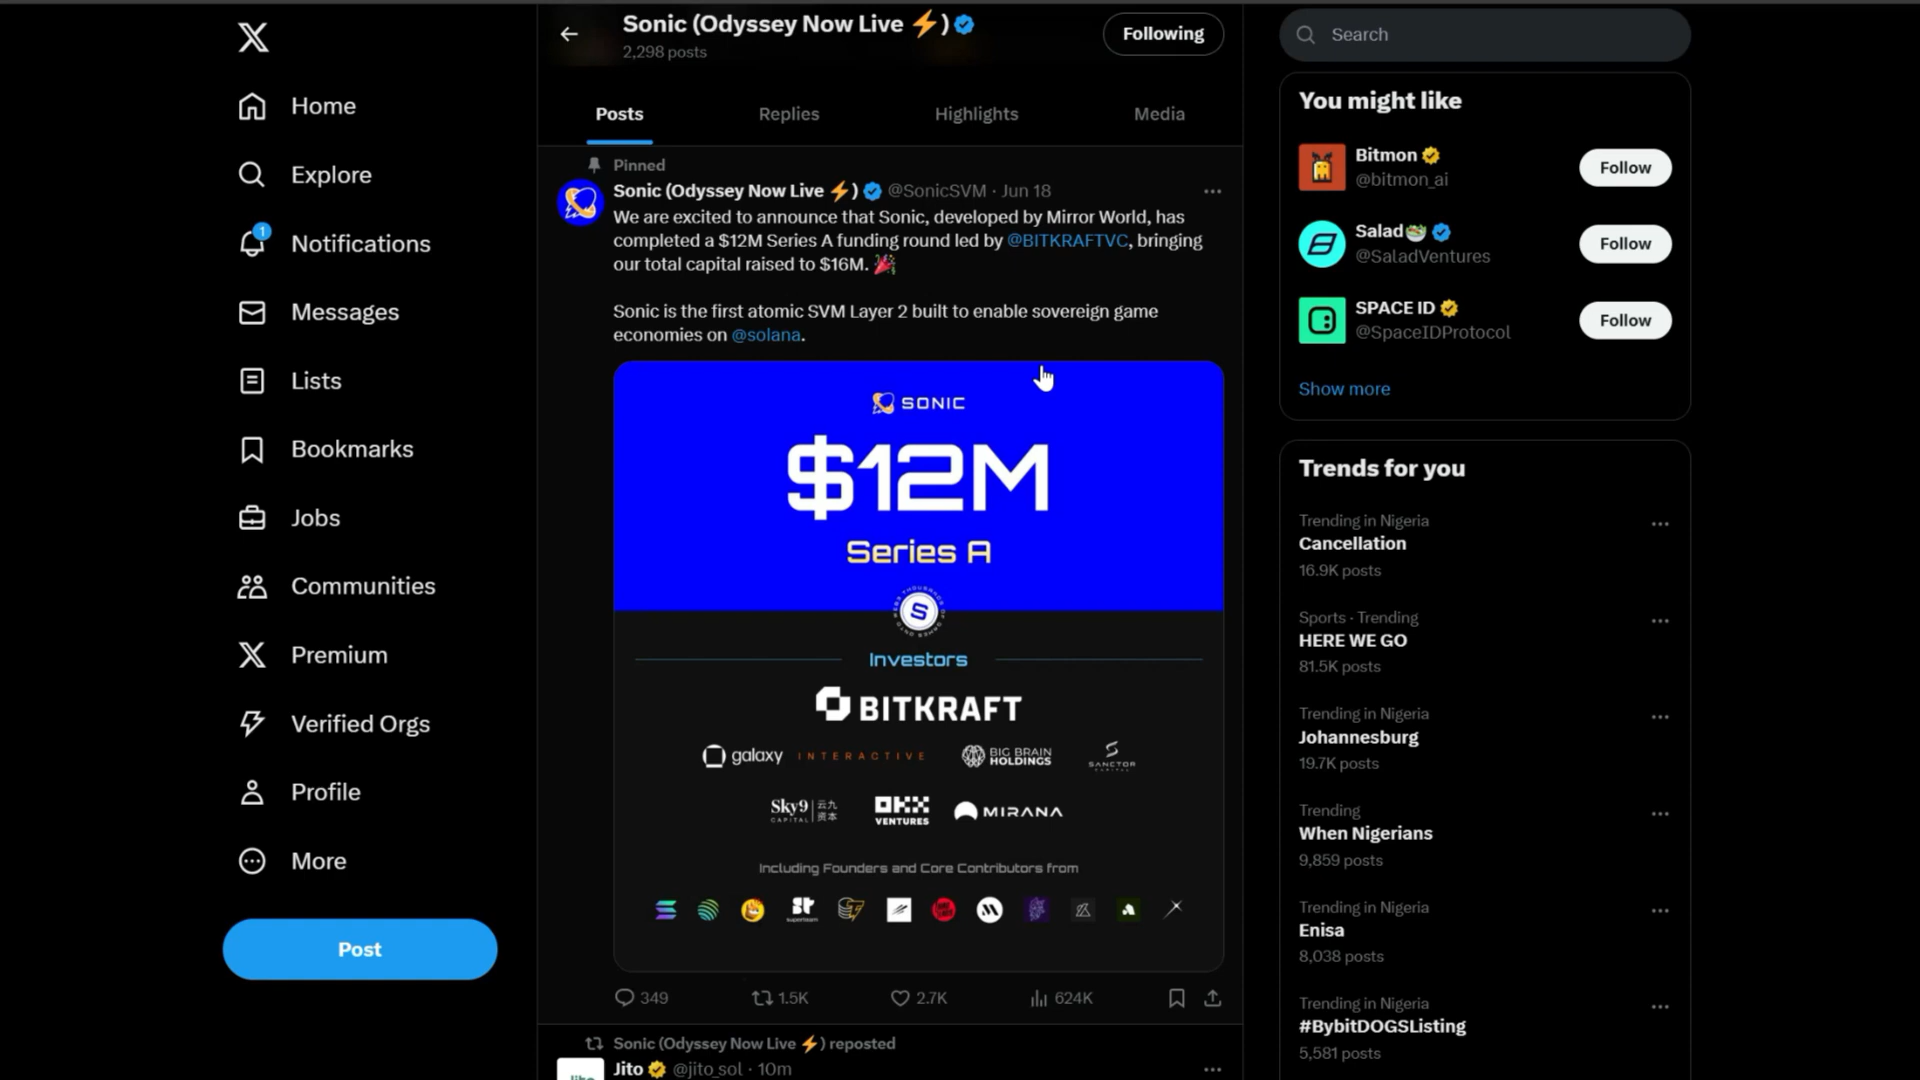 Home
Explore
1
Notifications
Messages
Lists
Bookmarks
Jobs
Communities
Premium
Verified Orgs
Profile
More
Post
Sonic (Odyssey Now Live ⚡)
2,298 posts
Following
Posts
Replies
Highlights
Media
Pinned
Sonic (Odyssey Now Live ⚡) @SonicSVM · Jun 18
We are excited to announce that Sonic, developed by Mirror World, has
completed a $12M Series A funding round led by @BITKRAFTVC, bringing
our total capital raised to $16M. 🎉
Sonic is the first atomic SVM Layer 2 built to enable sovereign game
economies on @solana.
SONIC
$12M
Series A
S
Investors
BITKRAFT
galaxy INTERACTIVE
BIG BRAIN
HOLDINGS
SANCTOR
CAPITAL
Sky9
CAPITAL
云九
资本
OKX
VENTURES
MIRANA
Including Founders and Core Contributors from
superteam
349
1.5K
2.7K
624K
Sonic (Odyssey Now Live ⚡) reposted
Jito @jito_sol · 10m
Search
You might like
Bitmon
@bitmon_ai
Follow
Salad🥗
@SaladVentures
Follow
SPACE ID
@SpaceIDProtocol
Follow
Show more
Trends for you
Trending in Nigeria
Cancellation
16.9K posts
Sports · Trending
HERE WE GO
81.5K posts
Trending in Nigeria
Johannesburg
19.7K posts
Trending
When Nigerians
9,859 posts
Trending in Nigeria
Enisa
8,038 posts
Trending in Nigeria
#BybitDOGSListing
5,581 posts